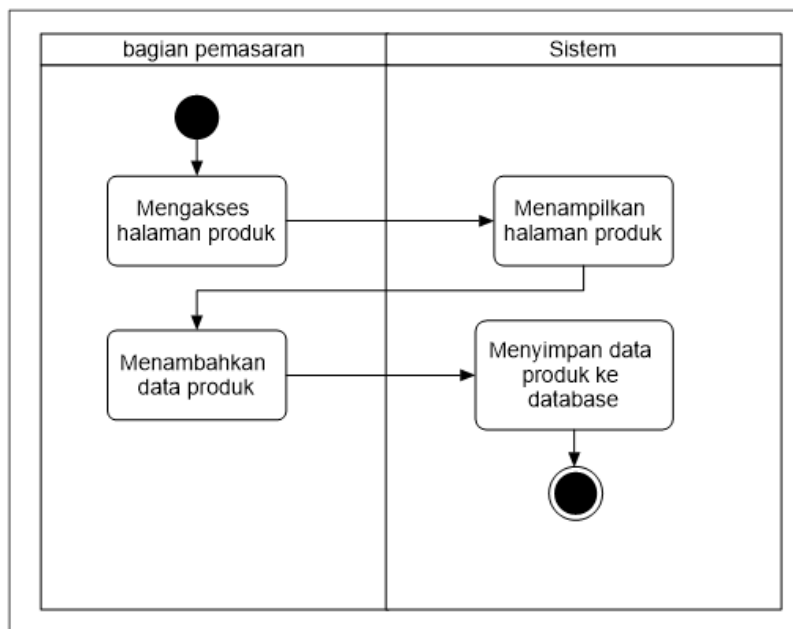 bagian pemasaran
Sistem
Mengakses
halaman produk
Menampilkan
halaman produk
Menambahkan
data produk
Menyimpan data
produk ke
database